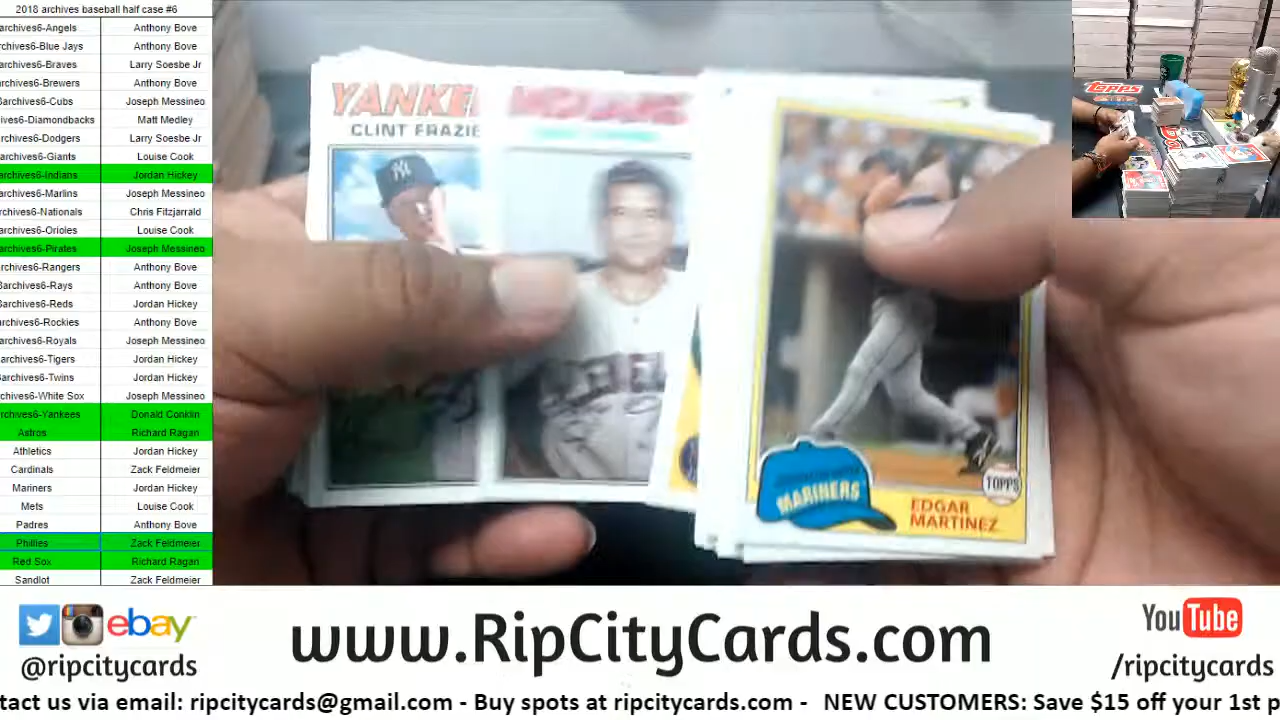 2018 archives baseball half case #6
archives6-Angels Anthony Bove
archives6-Blue Jays Anthony Bove
archives6-Braves Larry Soesbe Jr
archives6-Brewers Anthony Bove
archives6-Cubs Joseph Messineo
ives6-Diamondbacks Matt Medley
archives6-Dodgers Larry Soesbe Jr
archives6-Giants Louise Cook
archives6-Indians Jordan Hickey
archives6-Marlins Joseph Messineo
chives6-Nationals Chris Fitzjarrald
archives6-Orioles Louise Cook
archives6-Pirates Joseph Messineo
archives6-Rangers Anthony Bove
archives6-Rays Anthony Bove
archives6-Reds Jordan Hickey
archives6-Rockies Anthony Bove
archives6-Royals Joseph Messineo
archives6-Tigers Jordan Hickey
archives6-Twins Jordan Hickey
chives6-White Sox Joseph Messineo
rchives6-Yankees Donald Conklin
Astros Richard Ragan
Athletics Jordan Hickey
Cardinals Zack Feldmeier
Mariners Jordan Hickey
Mets Louise Cook
Padres Anthony Bove
Phillies Zack Feldmeier
Red Sox Richard Ragan
Sandlot Zack Feldmeier
YANKE
CLINT FRAZIE
MARINERS
EDGAR
MARTINEZ
TOPPS
TOPPS
ebay
@ripcitycards
www.RipCityCards.com
YouTube
/ripcitycards
tact us via email: ripcitycards@gmail.com - Buy spots at ripcitycards.com - NEW CUSTOMERS: Save $15 off your 1st p